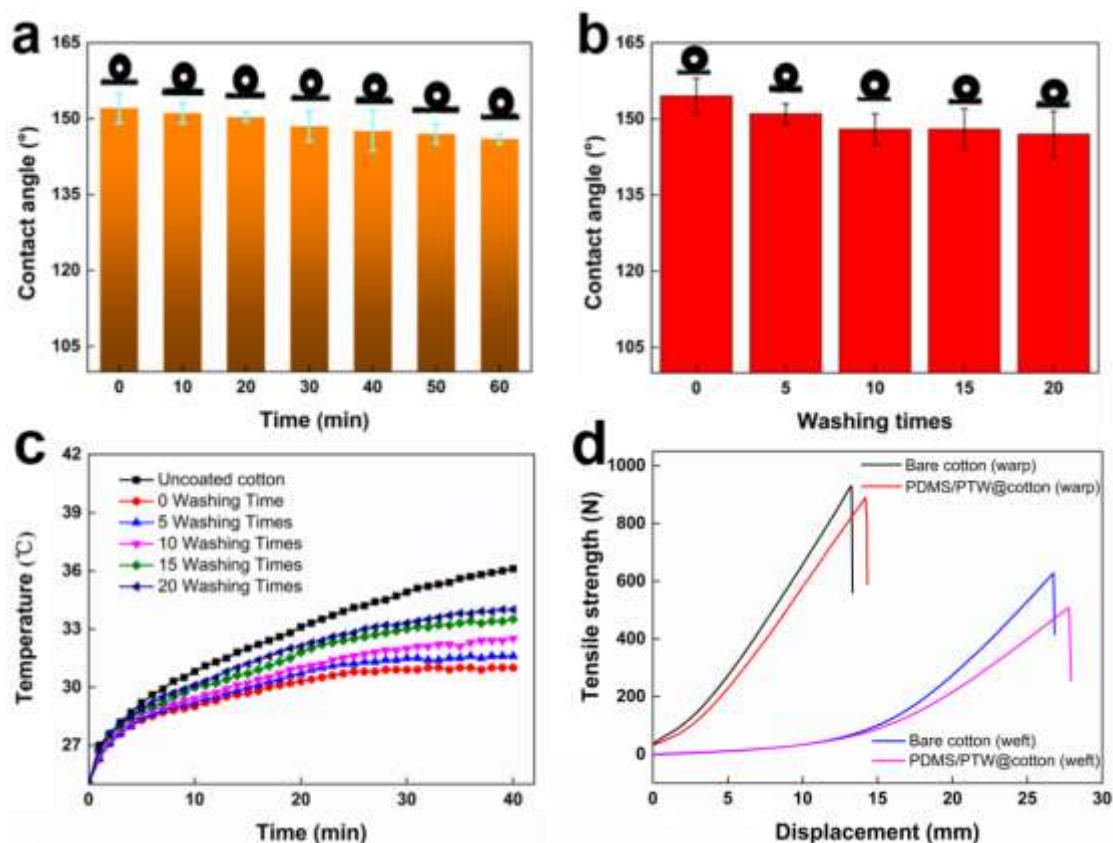 a
165
150
135
120
105
Contact angle (°)
0 10 20 30 40 50 60
Time (min)
b
165
150
135
120
105
Contact angle (°)
0 5 10 15 20
Washing times
c
42
39
36
33
30
27
Temperature (℃)
Uncoated cotton
0 Washing Time
5 Washing Times
10 Washing Times
15 Washing Times
20 Washing Times
0 10 20 30 40
Time (min)
d
1000
800
600
400
200
0
Tensile strength (N)
Bare cotton (warp)
PDMS/PTW@cotton (warp)
Bare cotton (weft)
PDMS/PTW@cotton (weft)
0 5 10 15 20 25 30
Displacement (mm)